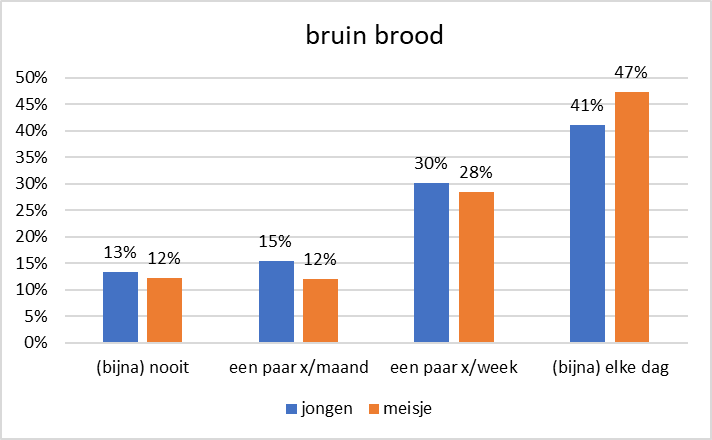 bruin brood
50%
45%
40%
35%
30%
25%
20%
15%
10%
5%
0%
13%
12%
15%
12%
30%
28%
41%
47%
(bijna) nooit
een paar x/maand
een paar x/week
(bijna) elke dag
jongen
meisje